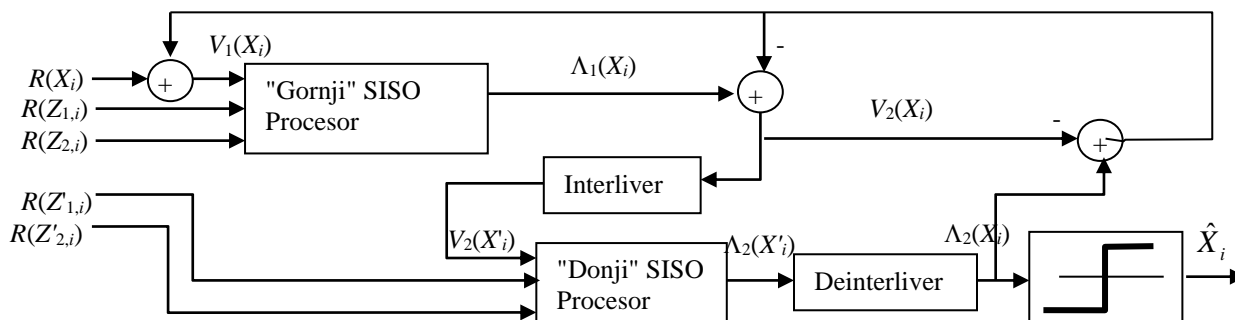 -
V₁(Xᵢ)
R(Xᵢ)
+
"Gornji" SISO
Procesor
Λ₁(Xᵢ)
+
R(Z₁,ᵢ)
R(Z₂,ᵢ)
V₂(Xᵢ)
-
+
Interliver
R(Z'₁,ᵢ)
R(Z'₂,ᵢ)
V₂(X'ᵢ)
"Donji" SISO
Procesor
Λ₂(X'ᵢ)
Deinterliver
Λ₂(Xᵢ)
X̂ᵢ